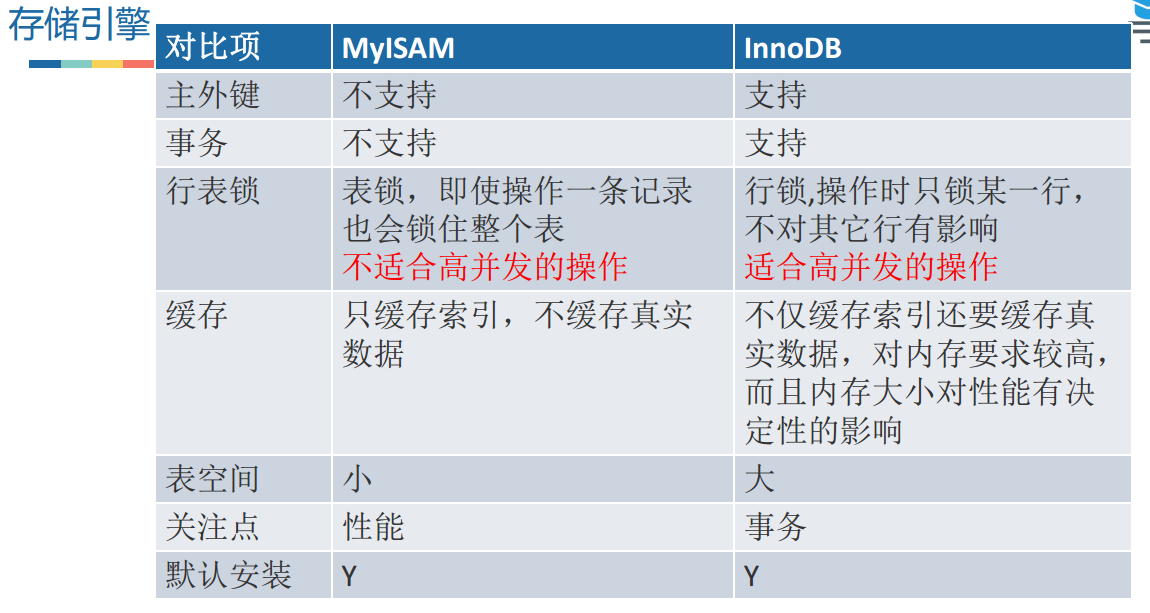 存储引擎
对比项 MyISAM InnoDB
主外键 不支持 支持
事务 不支持 支持
行表锁 表锁，即使操作一条记录 行锁,操作时只锁某一行，
也会锁住整个表 不对其它行有影响
不适合高并发的操作 适合高并发的操作
缓存 只缓存索引，不缓存真实 不仅缓存索引还要缓存真
数据 实数据，对内存要求较高，
而且内存大小对性能有决
定性的影响
表空间 小 大
关注点 性能 事务
默认安装 Y Y